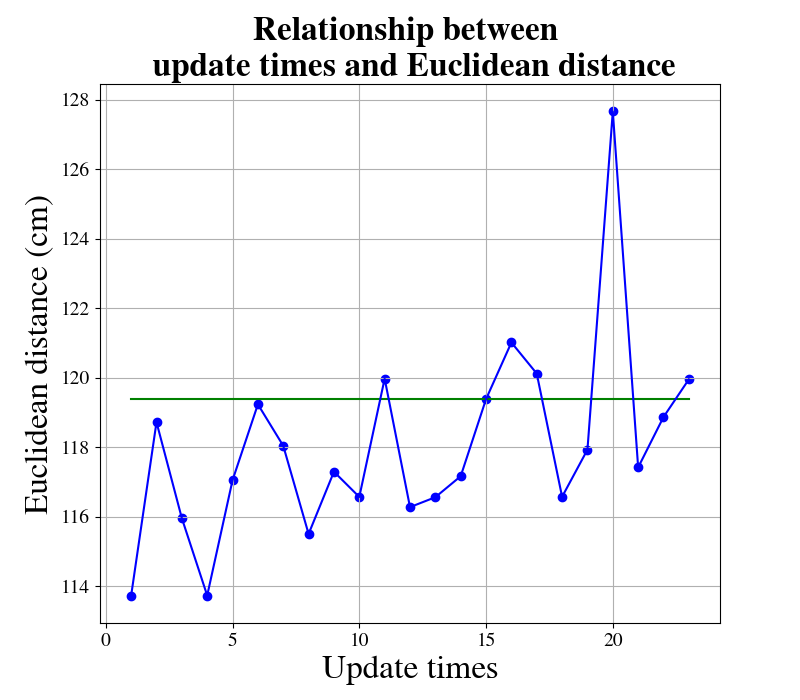 Relationship between
update times and Euclidean distance
128
126
124
122
120
118
116
114
Euclidean distance (cm)
0 5 10 15 20
Update times